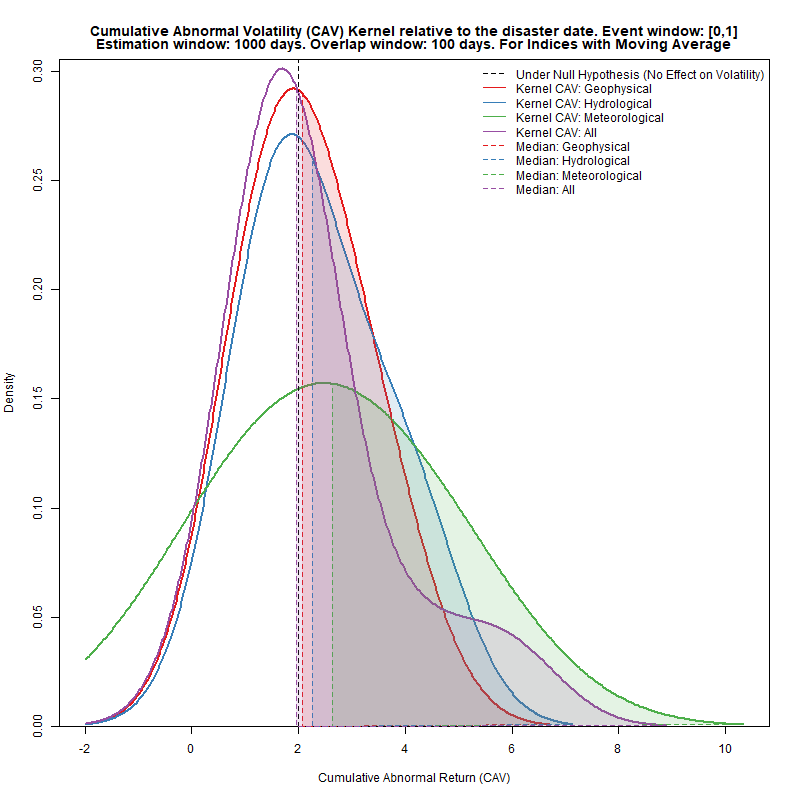 Cumulative Abnormal Volatility (CAV) Kernel relative to the disaster date. Event window: [0,1]
Estimation window: 1000 days. Overlap window: 100 days. For Indices with Moving Average
Under Null Hypothesis (No Effect on Volatility)
Kernel CAV: Geophysical
Kernel CAV: Hydrological
Kernel CAV: Meteorological
Kernel CAV: All
Median: Geophysical
Median: Hydrological
Median: Meteorological
Median: All
Density
0.30
0.25
0.20
0.15
0.10
0.05
0.00
-2 0 2 4 6 8 10
Cumulative Abnormal Return (CAV)